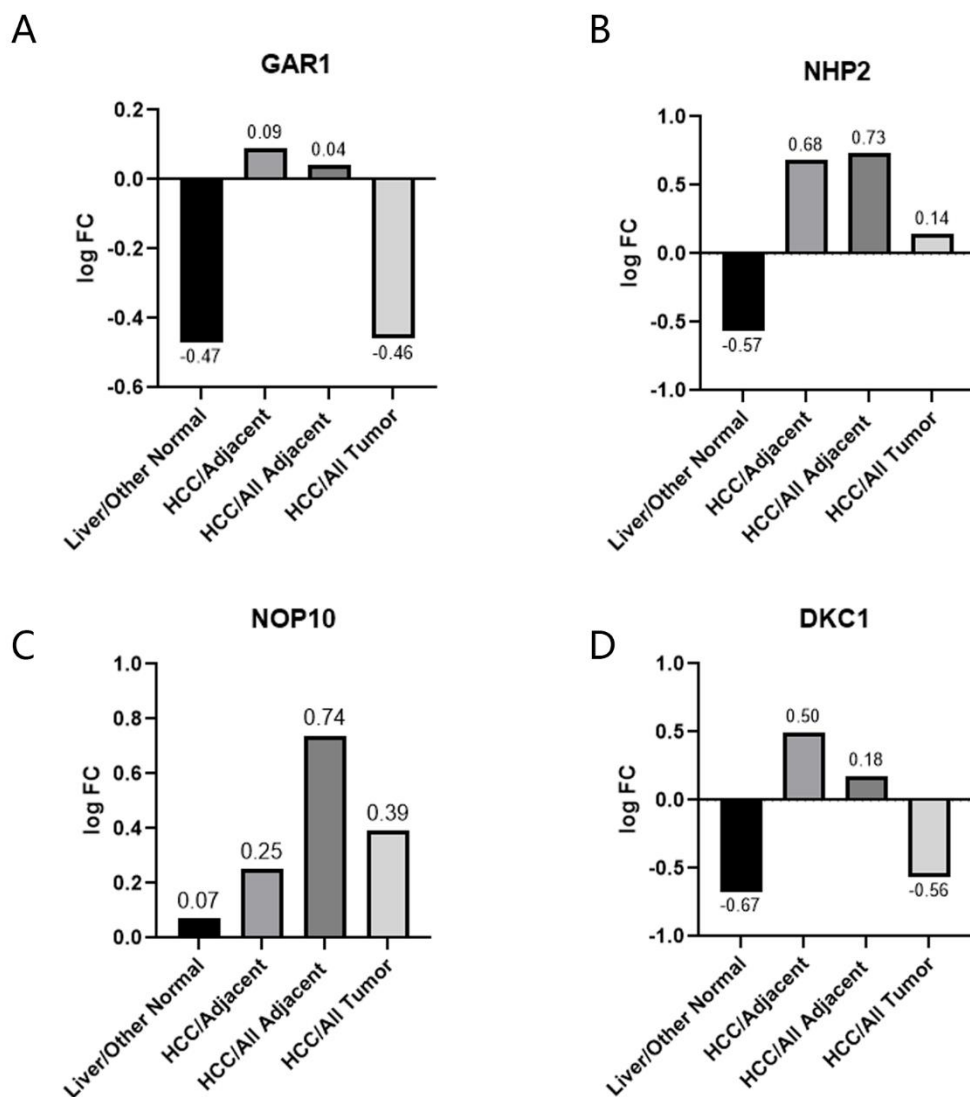 A
GAR1
log FC
0.2
0.0
-0.2
-0.4
-0.6
-0.47
0.09
0.04
-0.46
Liver/Other Normal
HCC/Adjacent
HCC/All Adjacent
HCC/All Tumor
B
NHP2
log FC
1.0
0.5
0.0
-0.5
-1.0
-0.57
0.68
0.73
0.14
Liver/Other Normal
HCC/Adjacent
HCC/All Adjacent
HCC/All Tumor
C
NOP10
log FC
1.0
0.8
0.6
0.4
0.2
0.0
0.07
0.25
0.74
0.39
Liver/Other Normal
HCC/Adjacent
HCC/All Adjacent
HCC/All Tumor
D
DKC1
log FC
1.0
0.5
0.0
-0.5
-1.0
-0.67
0.50
0.18
-0.56
Liver/Other Normal
HCC/Adjacent
HCC/All Adjacent
HCC/All Tumor